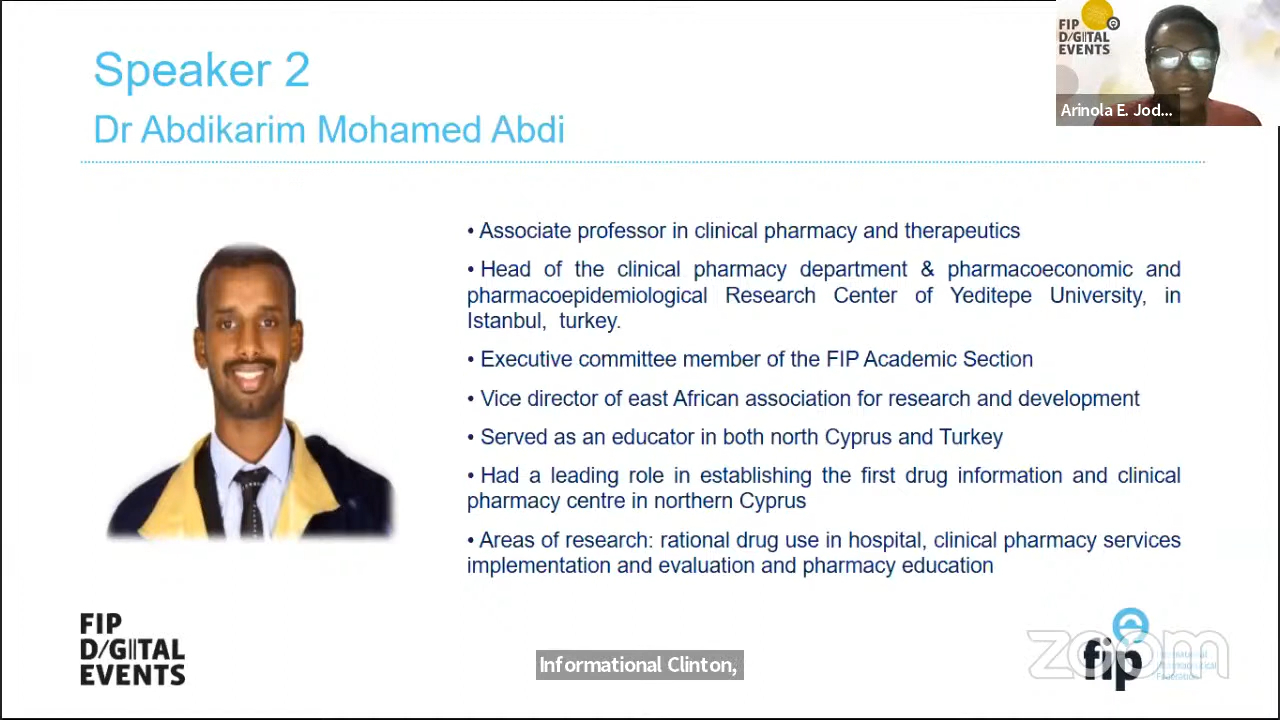 Speaker 2
Dr Abdikarim Mohamed Abdi
FIP
D/GITAL
EVENTS
Arinola E. Jod...
• Associate professor in clinical pharmacy and therapeutics
• Head of the clinical pharmacy department & pharmacoeconomic and
pharmacoepidemiological Research Center of Yeditepe University, in
Istanbul, turkey.
• Executive committee member of the FIP Academic Section
• Vice director of east African association for research and development
• Served as an educator in both north Cyprus and Turkey
• Had a leading role in establishing the first drug information and clinical
pharmacy centre in northern Cyprus
• Areas of research: rational drug use in hospital, clinical pharmacy services
implementation and evaluation and pharmacy education
FIP
D/GITAL
EVENTS
Informational Clinton,
zoom
fip
International
Pharmaceutical
Federation